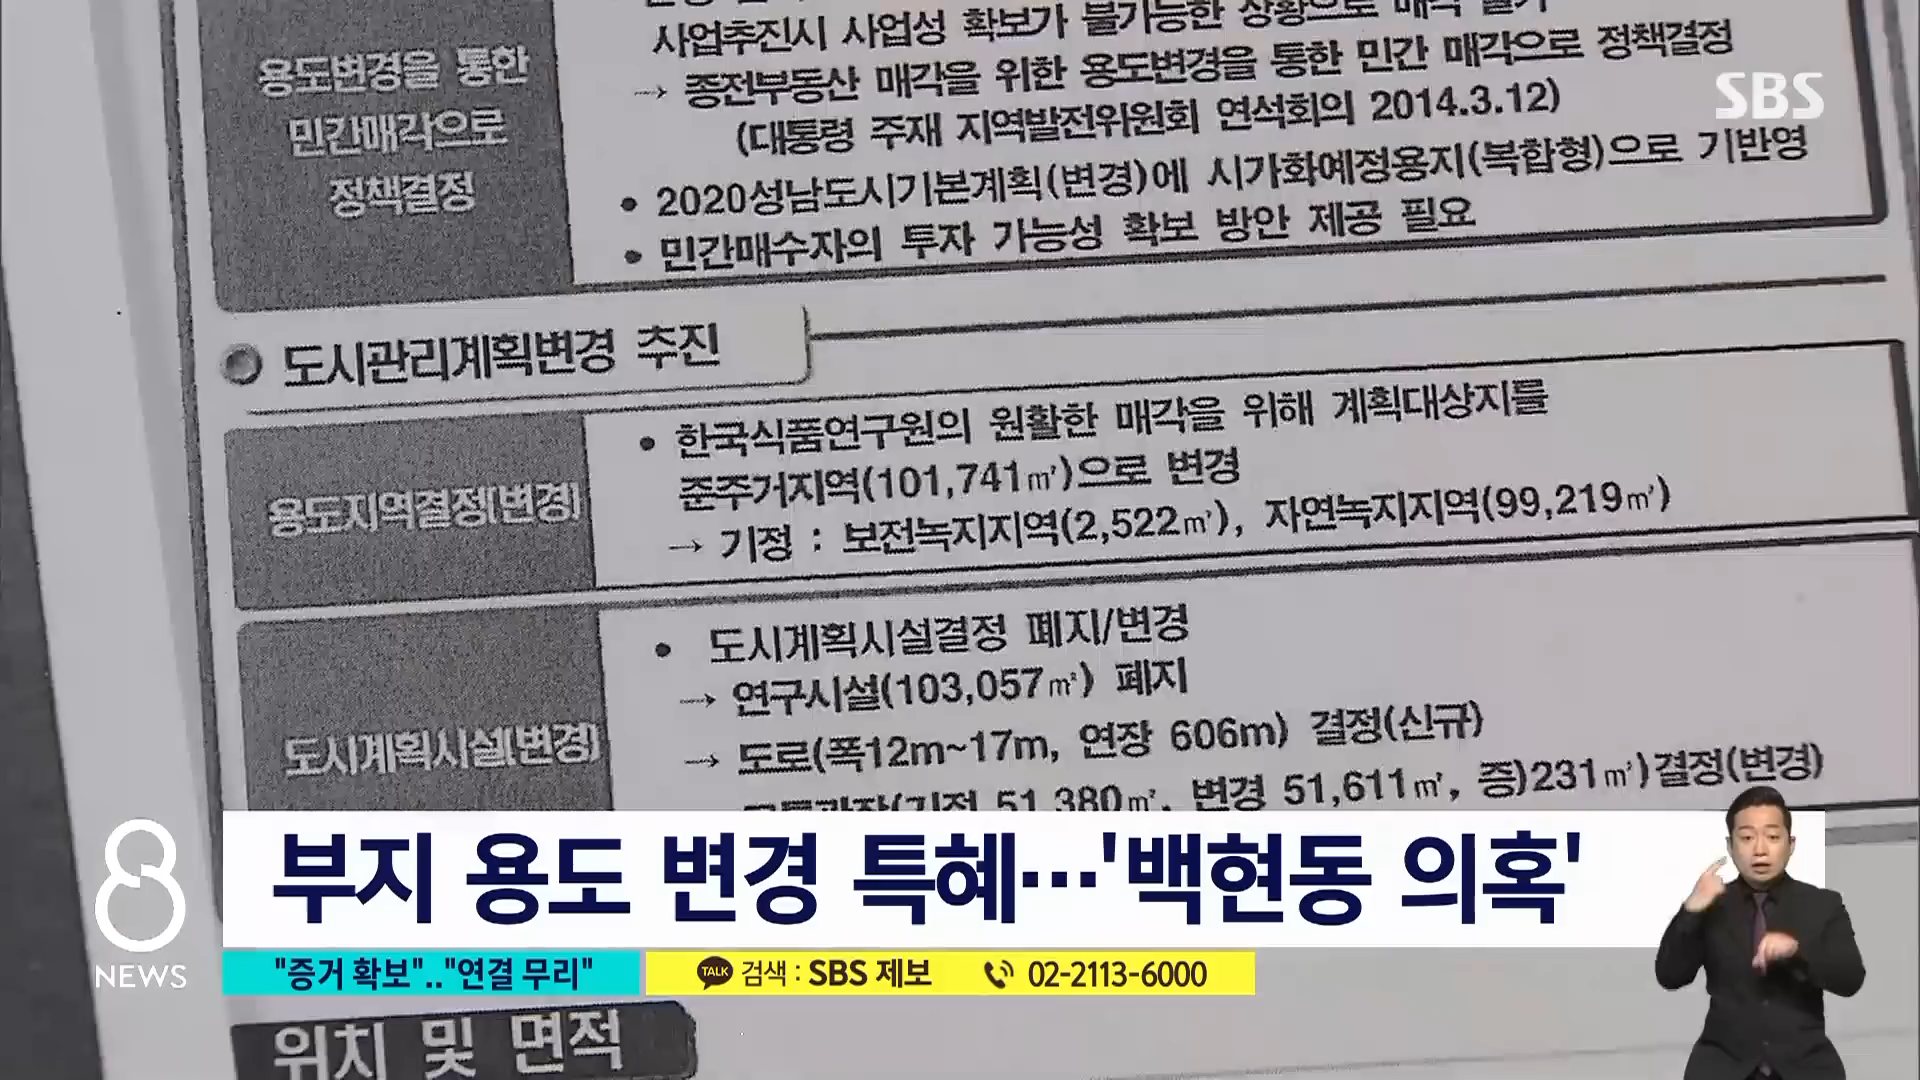 사업추진시 사업성 확보가 불가능한 상황으로 매각
용도변경을 통한
민간매각으로
정책결정
→ 종전부동산 매각을 위한 용도변경을 통한 민간 매각으로 정책결정
(대통령 주재 지역발전위원회 연석회의 2014.3.12)
• 2020성남도시기본계획(변경)에 시가화예정용지(복합형)으로 기반영
• 민간매수자의 투자 가능성 확보 방안 제공 필요
SBS
도시관리계획변경 추진
용도지역결정(변경)
• 한국식품연구원의 원활한 매각을 위해 계획대상지를
준주거지역(101,741㎡)으로 변경
→ 기정 : 보전녹지지역(2,522㎡), 자연녹지지역(99,219㎡)
도시계획시설(변경)
• 도시계획시설결정 폐지/변경
→ 연구시설(103,057㎡) 폐지
→ 도로(폭12m~17m, 연장 606m) 결정(신규)
51,380㎡, 변경 51,611㎡, 증)231㎡)결정(변경)
부지 용도 변경 특혜…'백현동 의혹'
8
NEWS
"증거 확보".."연결 무리"
TALK 검색 : SBS 제보 02-2113-6000
위치 및 면적